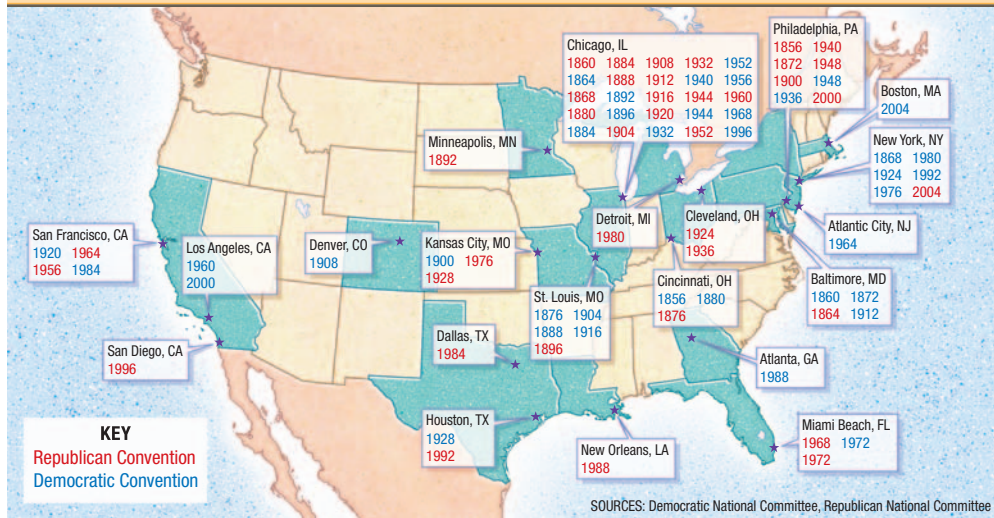 Philadelphia, PA
1856 1940
1872 1948
1900 1948
1936 2000
Chicago, IL
1860 1884 1908 1932 1952
1864 1888 1912 1940 1956
1868 1892 1916 1944 1960
1880 1896 1920 1944 1968
1884 1904 1932 1952 1996
Boston, MA
2004
Minneapolis, MN
1892
New York, NY
1868 1980
1924 1992
1976 2004
Detroit, MI
1980
Cleveland, OH
1924
1936
Atlantic City, NJ
1964
San Francisco, CA
1920 1964
1956 1984
Los Angeles, CA
1960
2000
Denver, CO
1908
Kansas City, MO
1900 1976
1928
Cincinnati, OH
1856 1880
1876
Baltimore, MD
1860 1872
1864 1912
St. Louis, MO
1876 1904
1888 1916
1896
San Diego, CA
1996
Dallas, TX
1984
Atlanta, GA
1988
Houston, TX
1928
1992
New Orleans, LA
1988
Miami Beach, FL
1968 1972
1972
KEY
Republican Convention
Democratic Convention
SOURCES: Democratic National Committee, Republican National Committee